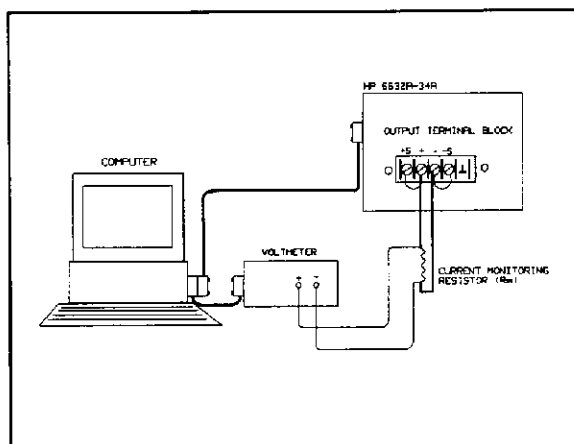 HP 6632A-34A
OUTPUT TERMINAL BLOCK
+S + - -S
COMPUTER
VOLTMETER
+ -
CURRENT MONITORING
RESISTOR (Rm)